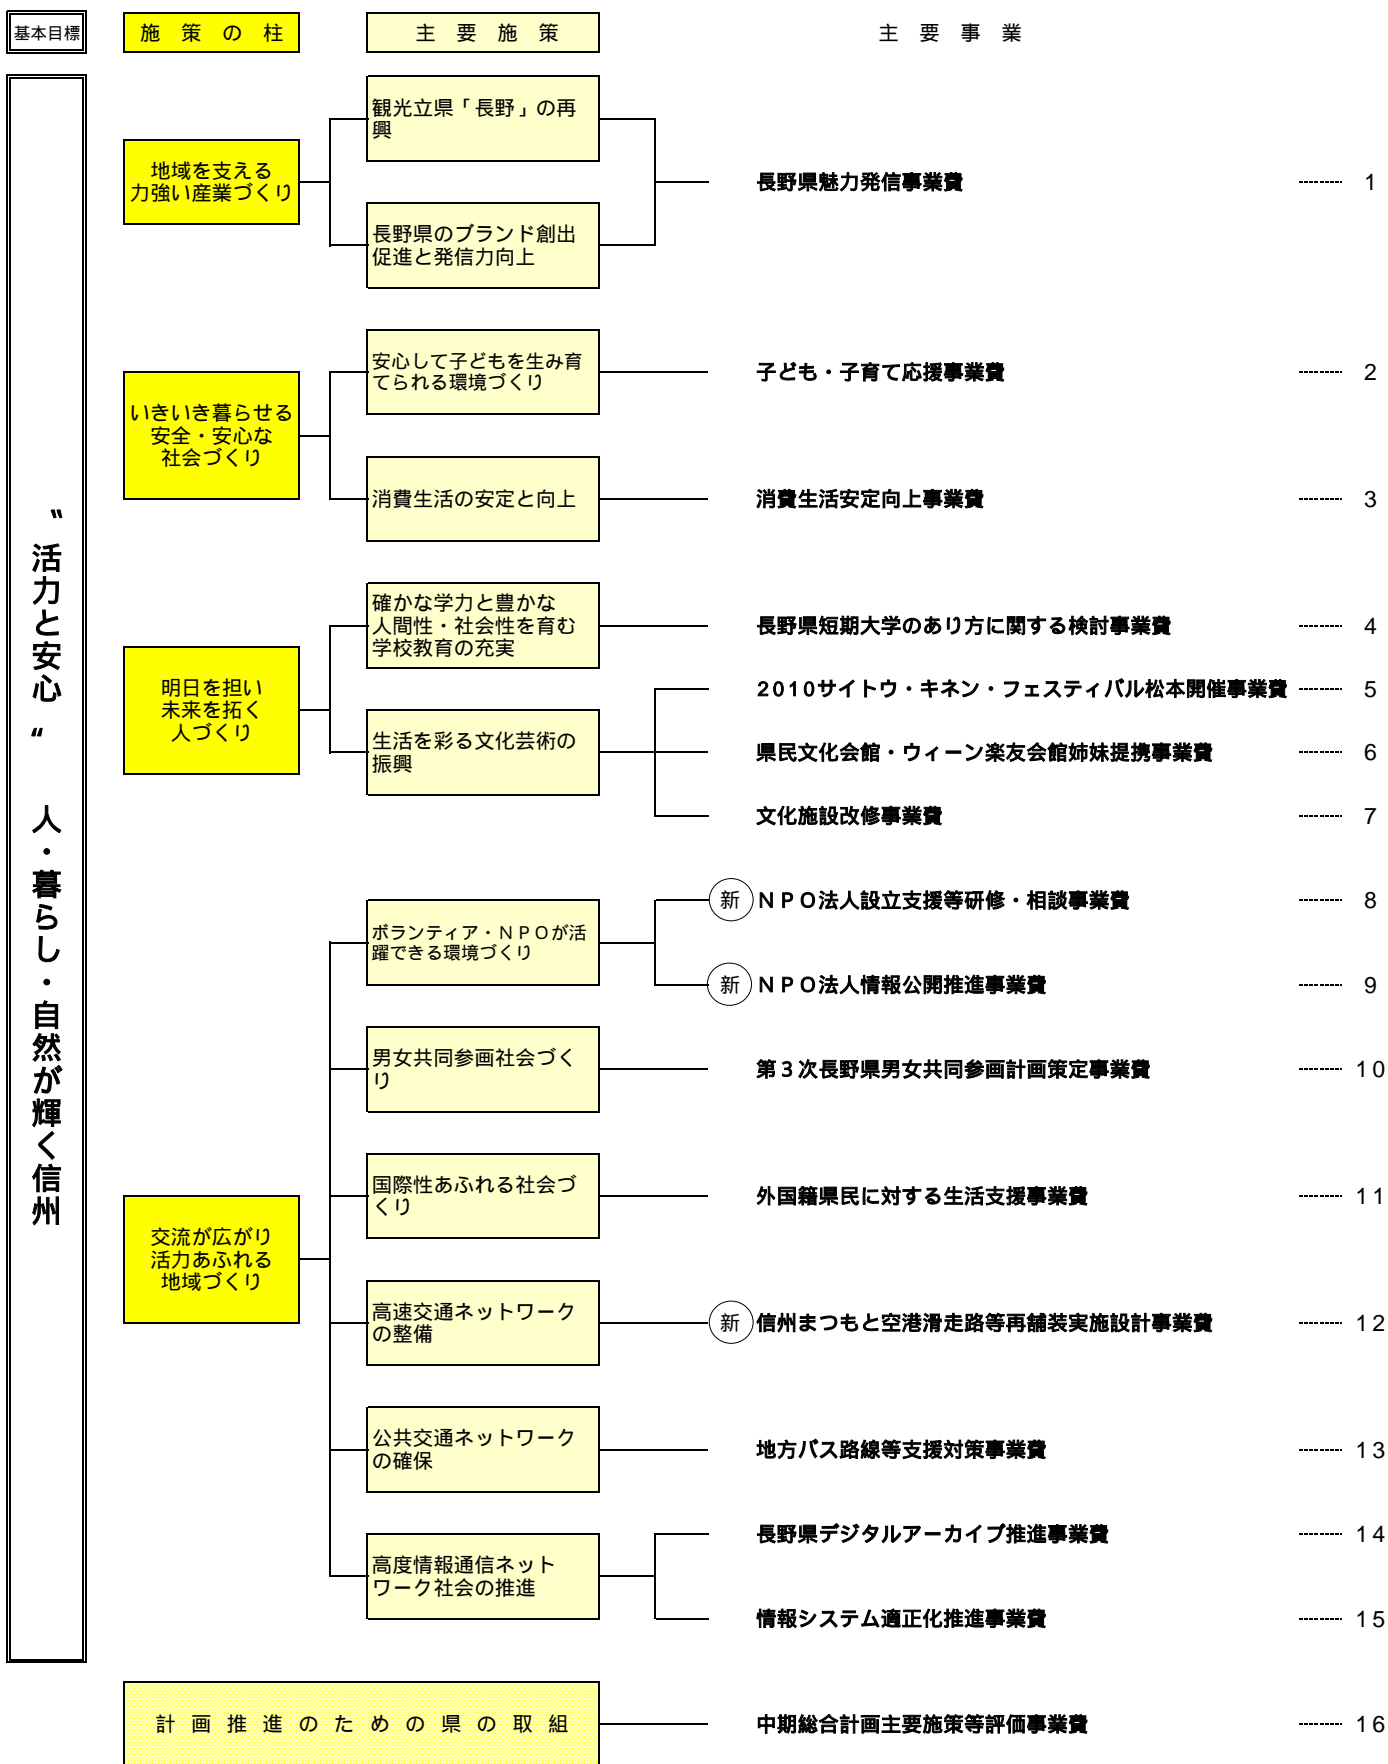 基本目標
施策の柱
主要施策
主要事業
〝活力と安心〟 人・暮らし・自然が輝く信州
地域を支える
力強い産業づくり
観光立県「長野」の再
興
長野県のブランド創出
促進と発信力向上
長野県魅力発信事業費 -------- 1
いきいき暮らせる
安全・安心な
社会づくり
安心して子どもを生み育
てられる環境づくり
子ども・子育て応援事業費 -------- 2
消費生活の安定と向上
消費生活安定向上事業費 -------- 3
明日を担い
未来を拓く
人づくり
確かな学力と豊かな
人間性・社会性を育む
学校教育の充実
長野県短期大学のあり方に関する検討事業費 -------- 4
生活を彩る文化芸術の
振興
2010サイトウ・キネン・フェスティバル松本開催事業費 -------- 5
県民文化会館・ウィーン楽友会館姉妹提携事業費 -------- 6
文化施設改修事業費 -------- 7
交流が広がり
活力あふれる
地域づくり
ボランティア・NPOが活
躍できる環境づくり
新 NPO法人設立支援等研修・相談事業費 -------- 8
新 NPO法人情報公開推進事業費 -------- 9
男女共同参画社会づく
り
第3次長野県男女共同参画計画策定事業費 -------- 10
国際性あふれる社会づ
くり
外国籍県民に対する生活支援事業費 -------- 11
高速交通ネットワーク
の整備
新 信州まつもと空港滑走路等再舗装実施設計事業費 -------- 12
公共交通ネットワーク
の確保
地方バス路線等支援対策事業費 -------- 13
高度情報通信ネット
ワーク社会の推進
長野県デジタルアーカイブ推進事業費 -------- 14
情報システム適正化推進事業費 -------- 15
計画推進のための県の取組
中期総合計画主要施策等評価事業費 -------- 16